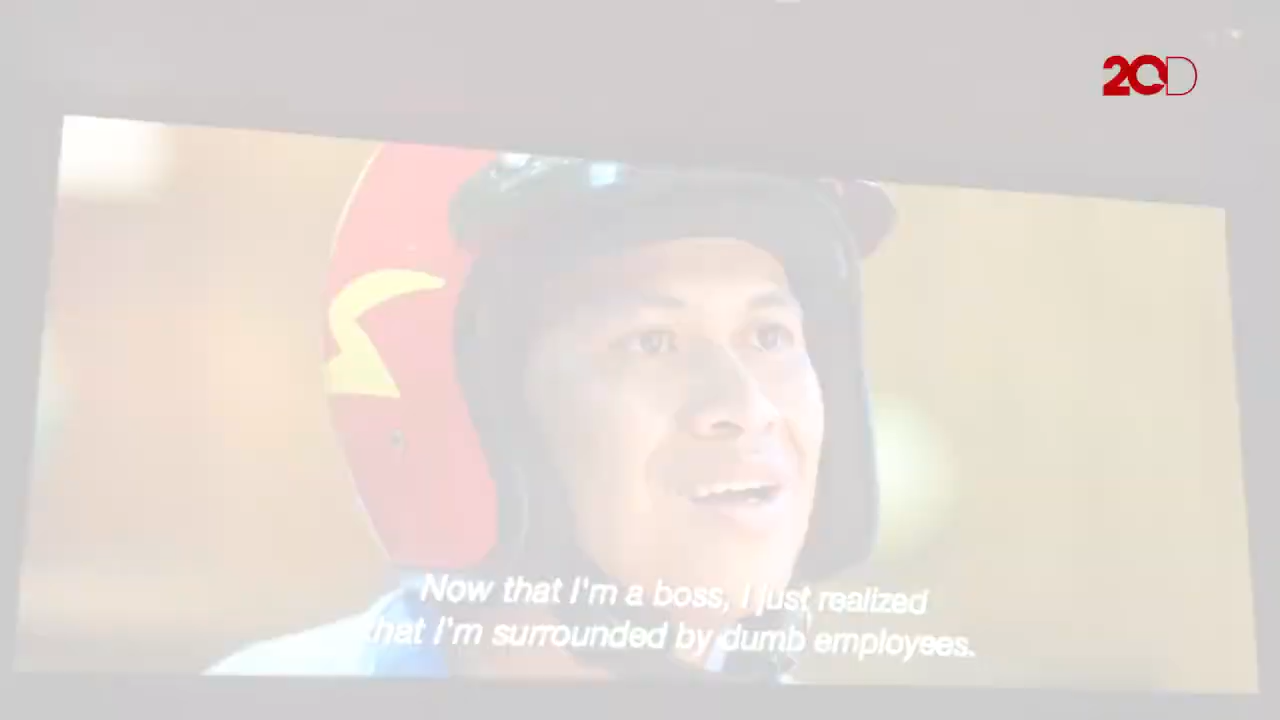 20D
Now that I'm a boss, I just realized
that I'm surrounded by dumb employees.